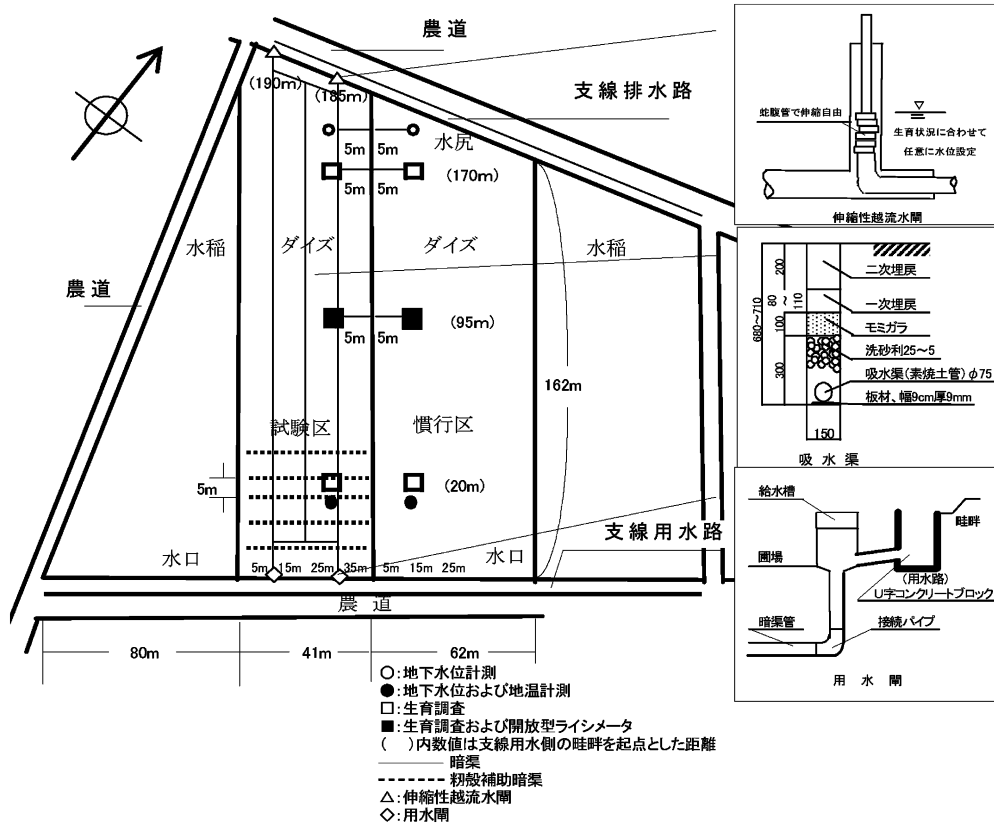 農道
支線排水路
(190m)
(185m)
水尻
5m 5m
(170m)
5m 5m
水稲
ダイズ
ダイズ
水稲
農道
(95m)
5m 5m
162m
試験区
慣行区
5m
(20m)
支線用水路
水口
水口
5m 15m 25m 35m 5m 15m 25m
農道
80m
41m
62m
○:地下水位計測
●:地下水位および地温計測
□:生育調査
■:生育調査および開放型ライシメータ
( )内数値は支線用水側の畦畔を起点とした距離
暗渠
籾殻補助暗渠
△:伸縮性越流水閘
◇:用水閘
蛇腹管で伸縮自由
▽
生育状況に合わせて
任意に水位設定
伸縮性越流水閘
200
二次埋戻
80~110
一次埋戻
680~710
100
モミガラ
洗砂利25~5
300
吸水渠(素焼土管)φ75
板材、幅9cm厚9mm
150
吸水渠
給水槽
畦畔
圃場
(用水路)
U字コンクリートブロック
暗渠管
接続パイプ
用水閘